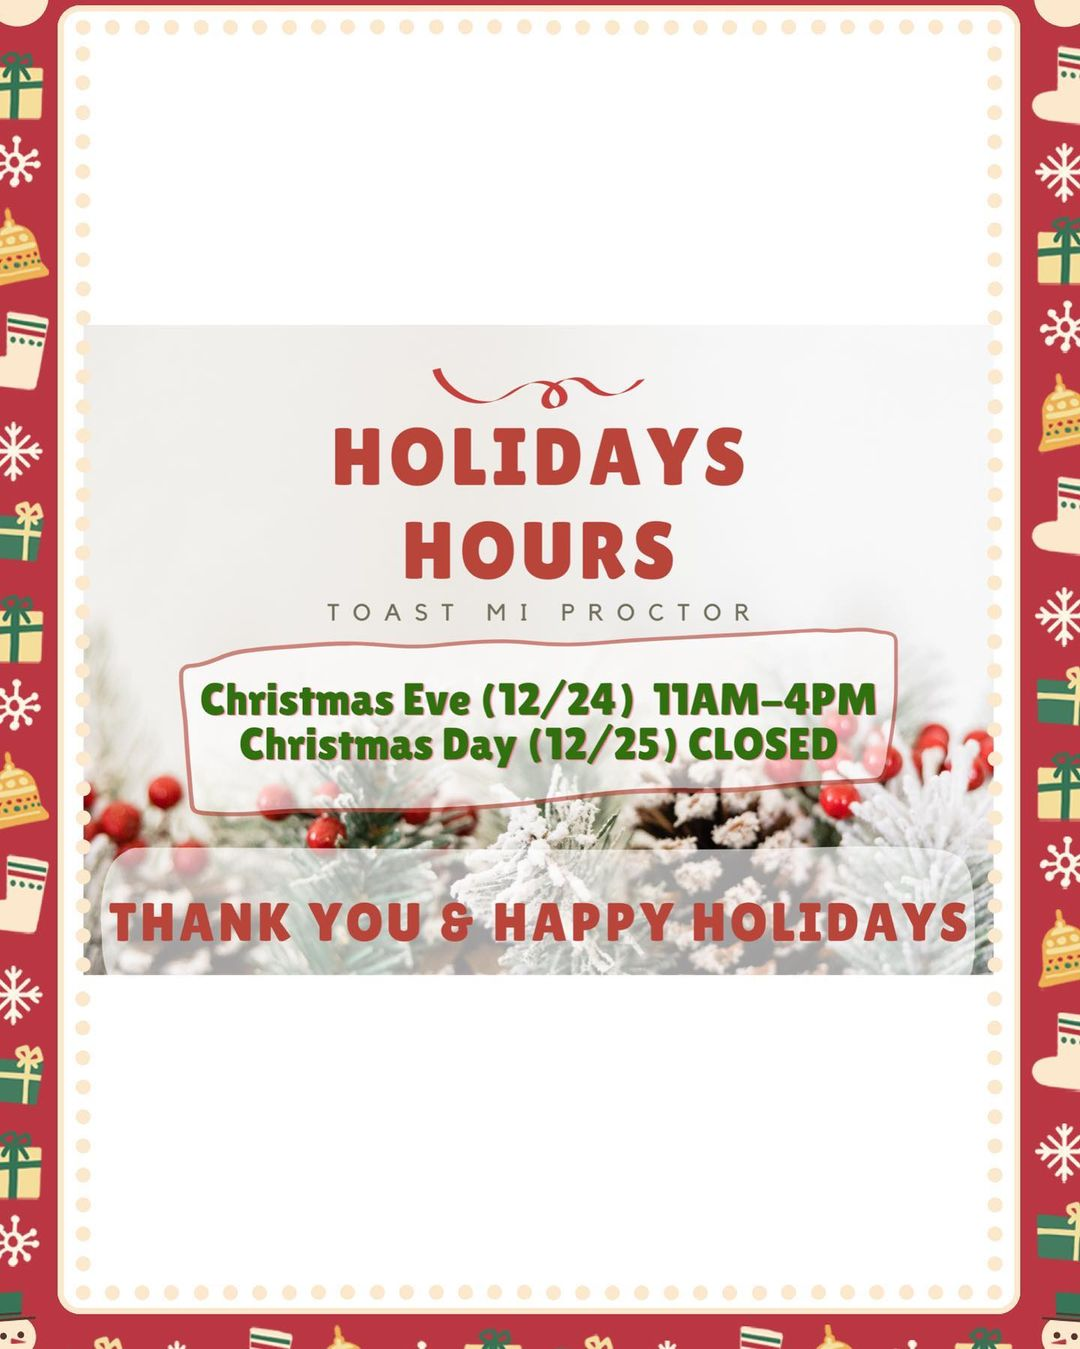 HOLIDAYS
HOURS
TOAST MI PROCTOR
Christmas Eve (12/24) 11AM-4PM
Christmas Day (12/25) CLOSED
THANK YOU & HAPPY HOLIDAYS